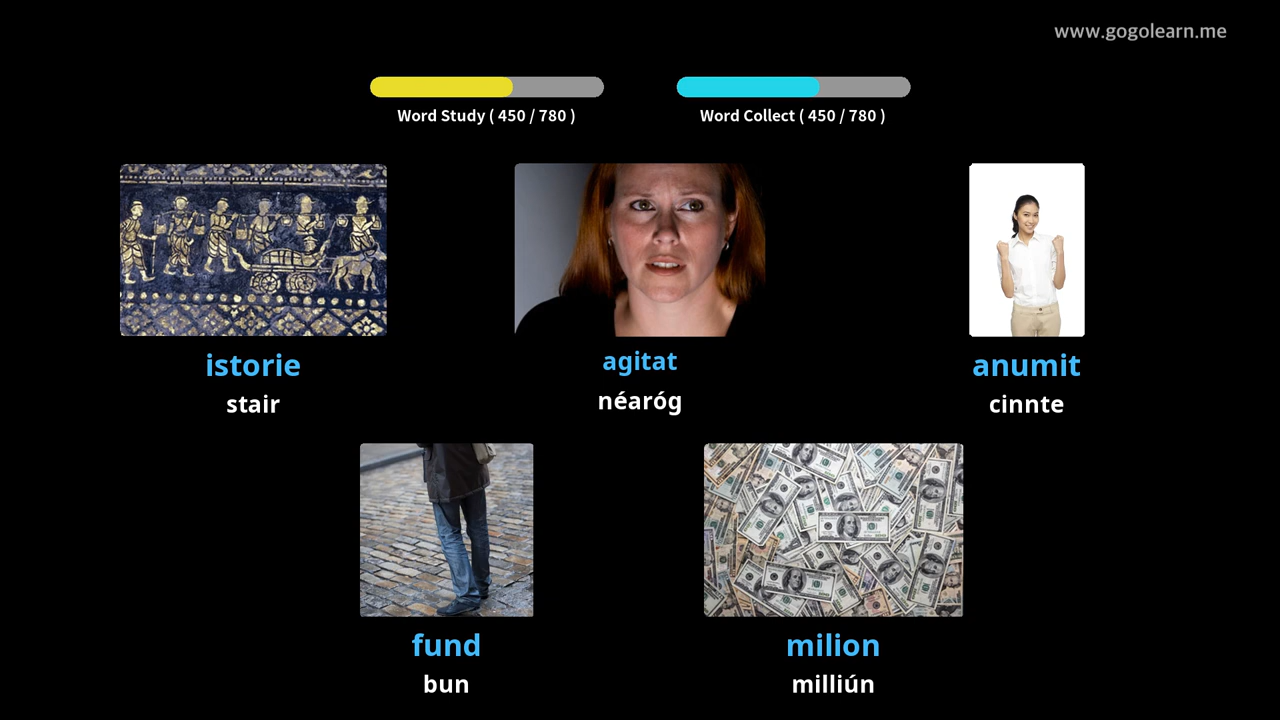 www.gogolearn.me
Word Study ( 450 / 780 )
Word Collect ( 450 / 780 )
istorie
stair
agitat
néaróg
anumit
cinnte
fund
bun
milion
milliún